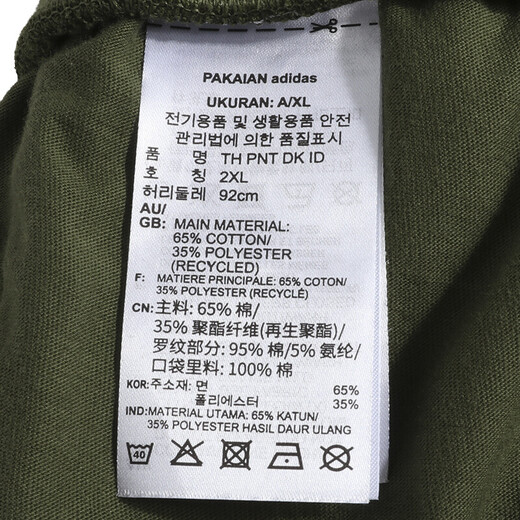 PAKAIAN adidas
UKURAN: A/XL
전기용품 및 생활용품 안전
관리법에 의한 품질표시
품 명 TH PNT DK ID
호 칭 2XL
허리둘레 92cm
AU/
GB: MAIN MATERIAL:
65% COTTON/
35% POLYESTER
(RECYCLED)
F: MATIERE PRINCIPALE: 65% COTON/
35% POLYESTER (RECYCLÉ)
CN: 主料: 65% 棉/
35% 聚酯纤维(再生聚酯)/
罗纹部分: 95% 棉/5% 氨纶/
口袋里料: 100% 棉
KOR: 주소재: 면 65%
폴리에스터 35%
IND: MATERIAL UTAMA: 65% KATUN/
35% POLYESTER HASIL DAUR ULANG
40